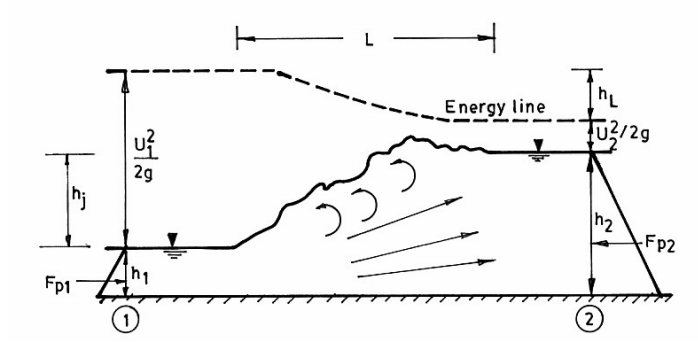 L
Energy line
h_L
U_1^2/2g
U_2^2/2g
h_j
h_1
h_2
F_p1
F_p2
1
2